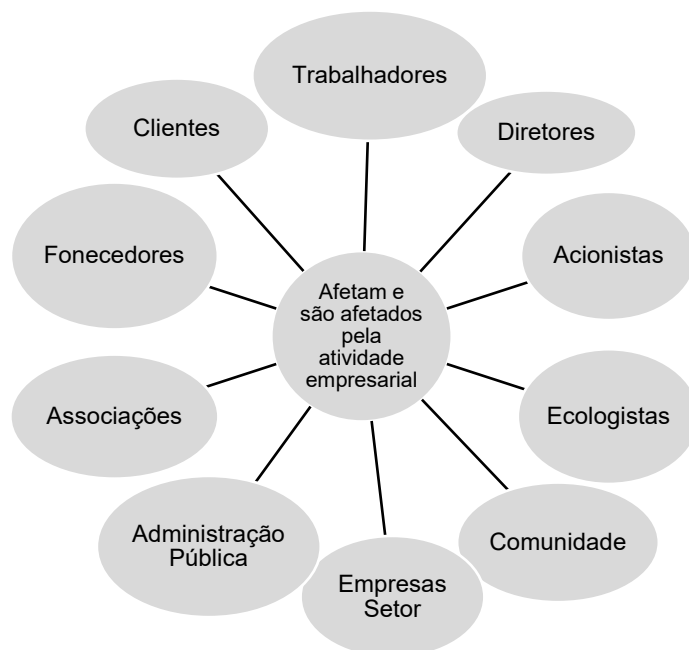 Trabalhadores
Clientes
Diretores
Fonecedores
Acionistas
Afetam e
são afetados
pela
atividade
empresarial
Associações
Ecologistas
Administração
Pública
Comunidade
Empresas
Setor